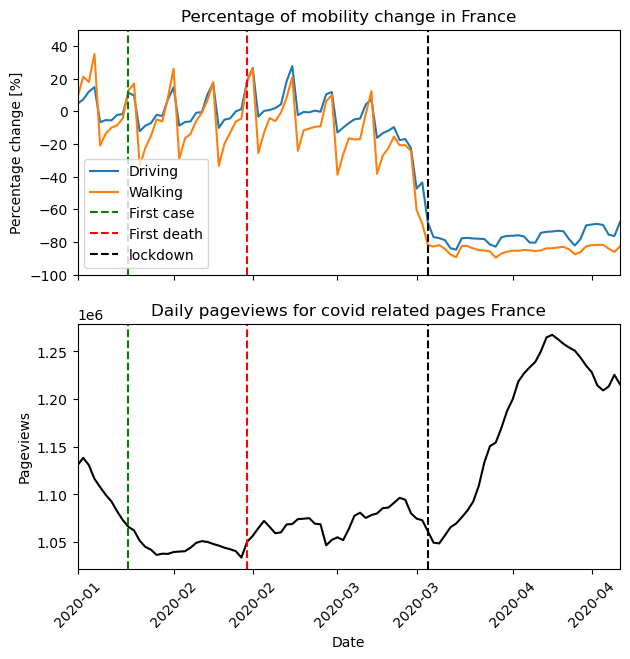 Percentage of mobility change in France
Percentage change [%]
40
20
0
−20
−40
−60
−80
−100
Driving
Walking
First case
First death
lockdown
1e6
Daily pageviews for covid related pages France
Pageviews
1.25
1.20
1.15
1.10
1.05
2020-01
2020-02
2020-02
2020-03
2020-03
2020-04
2020-04
Date